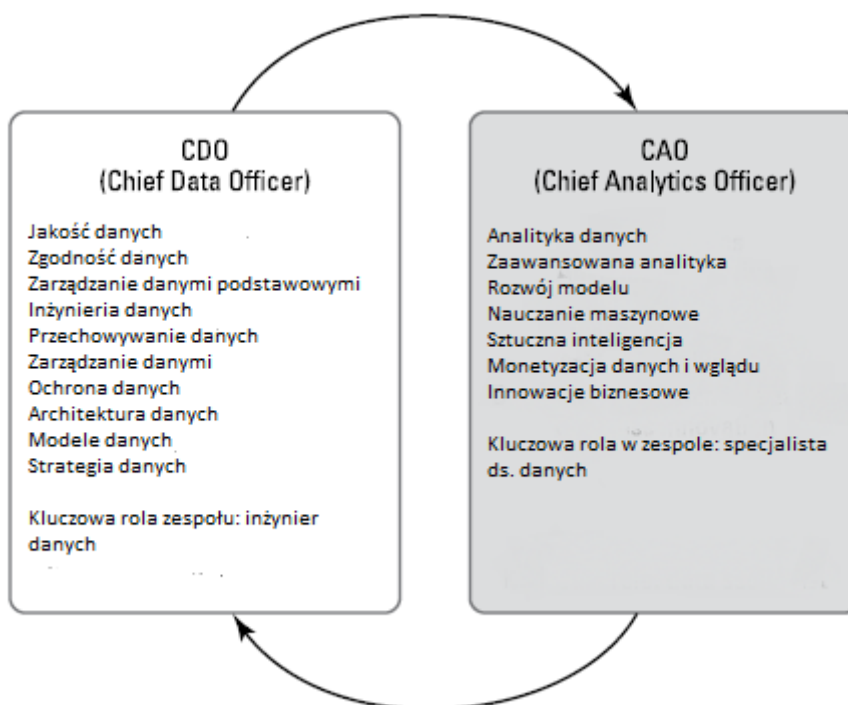 CDO
(Chief Data Officer)
Jakość danych
Zgodność danych
Zarządzanie danymi podstawowymi
Inżynieria danych
Przechowywanie danych
Zarządzanie danymi
Ochrona danych
Architektura danych
Modele danych
Strategia danych
Kluczowa rola zespołu: inżynier
danych
CAO
(Chief Analytics Officer)
Analityka danych
Zaawansowana analityka
Rozwój modelu
Nauczanie maszynowe
Sztuczna inteligencja
Monetyzacja danych i wglądu
Innowacje biznesowe
Kluczowa rola w zespole: specjalista
ds. danych